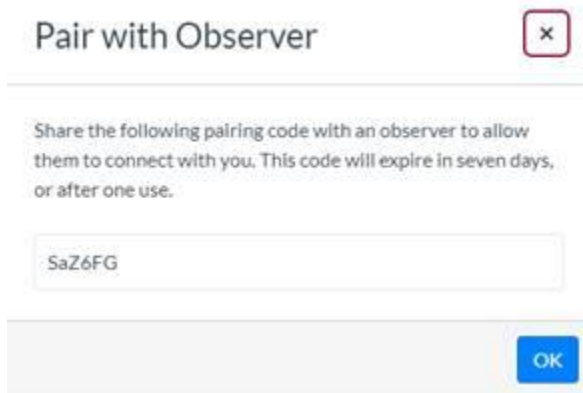 Pair with Observer
×
Share the following pairing code with an observer to allow
them to connect with you. This code will expire in seven days,
or after one use.
SaZ6FG
OK